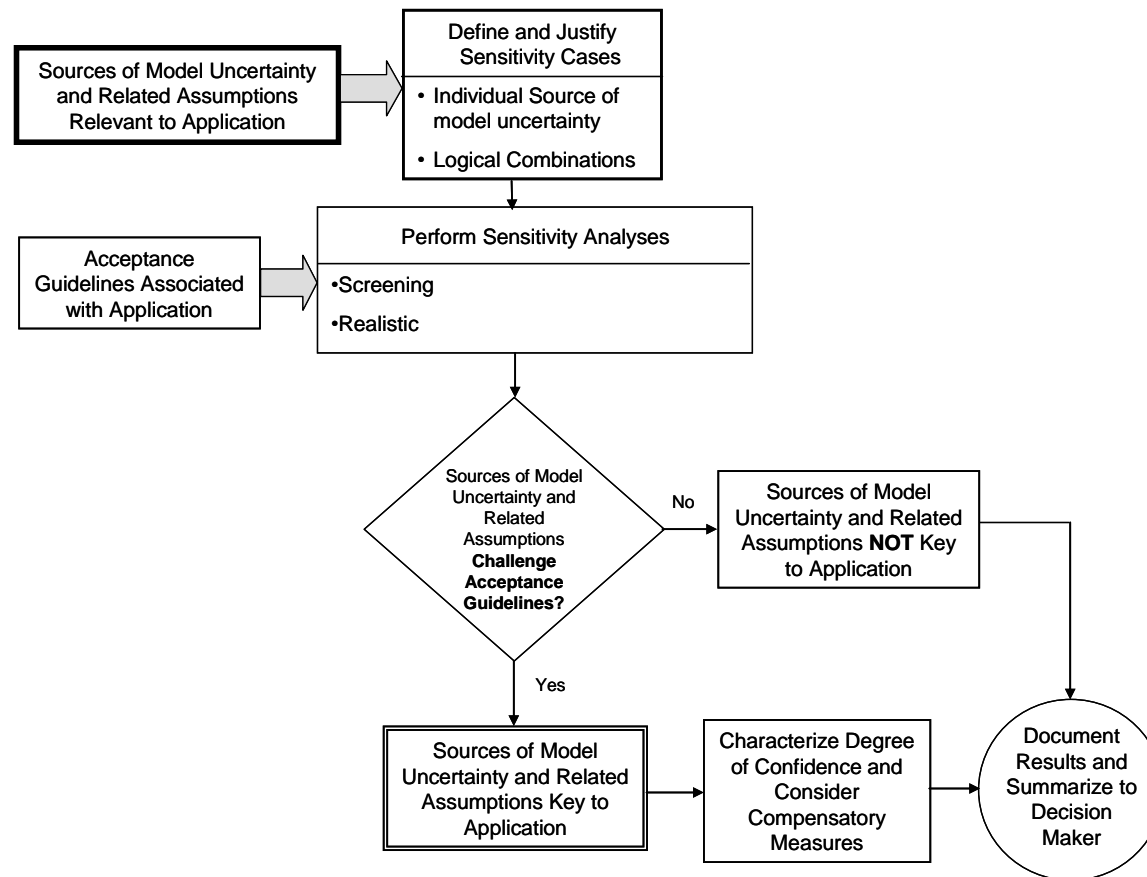 Define and Justify
Sensitivity Cases
• Individual Source of
model uncertainty
• Logical Combinations
Sources of Model Uncertainty
and Related Assumptions
Relevant to Application
Perform Sensitivity Analyses
•Screening
•Realistic
Acceptance
Guidelines Associated
with Application
Sources of Model
Uncertainty and
Related
Assumptions
Challenge
Acceptance
Guidelines?
No
Sources of Model
Uncertainty and Related
Assumptions NOT Key
to Application
Yes
Sources of Model
Uncertainty and Related
Assumptions Key to
Application
Characterize Degree
of Confidence and
Consider
Compensatory
Measures
Document
Results and
Summarize to
Decision
Maker